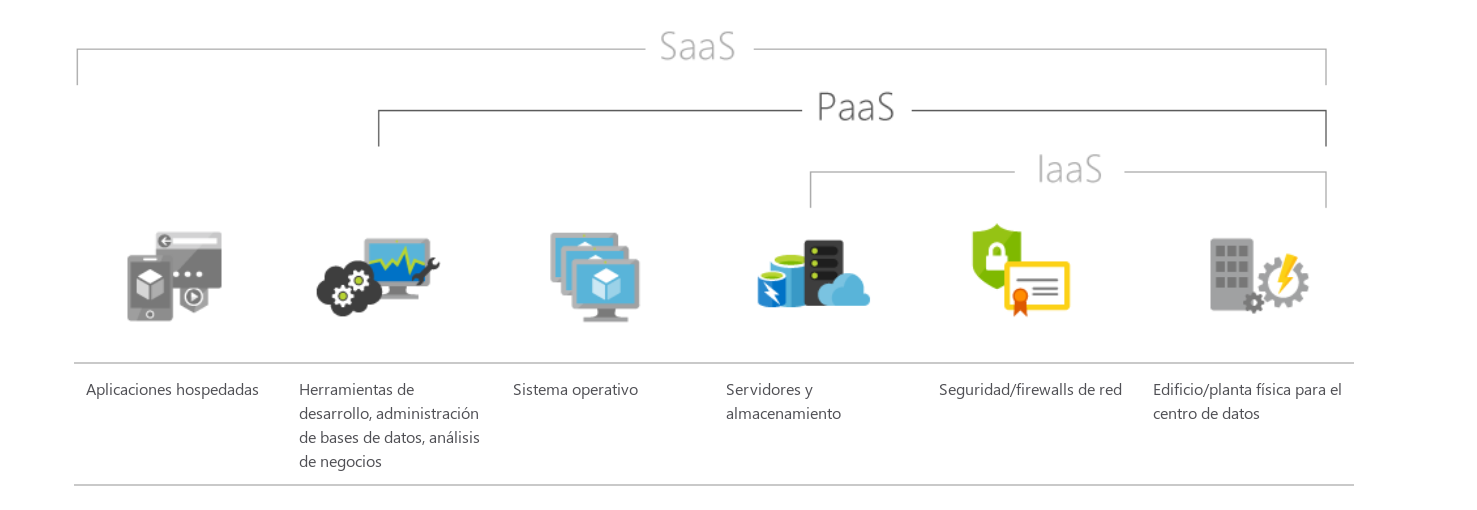 SaaS
PaaS
IaaS
Aplicaciones hospedadas
Herramientas de
desarrollo, administración
de bases de datos, análisis
de negocios
Sistema operativo
Servidores y
almacenamiento
Seguridad/firewalls de red
Edificio/planta física para el
centro de datos